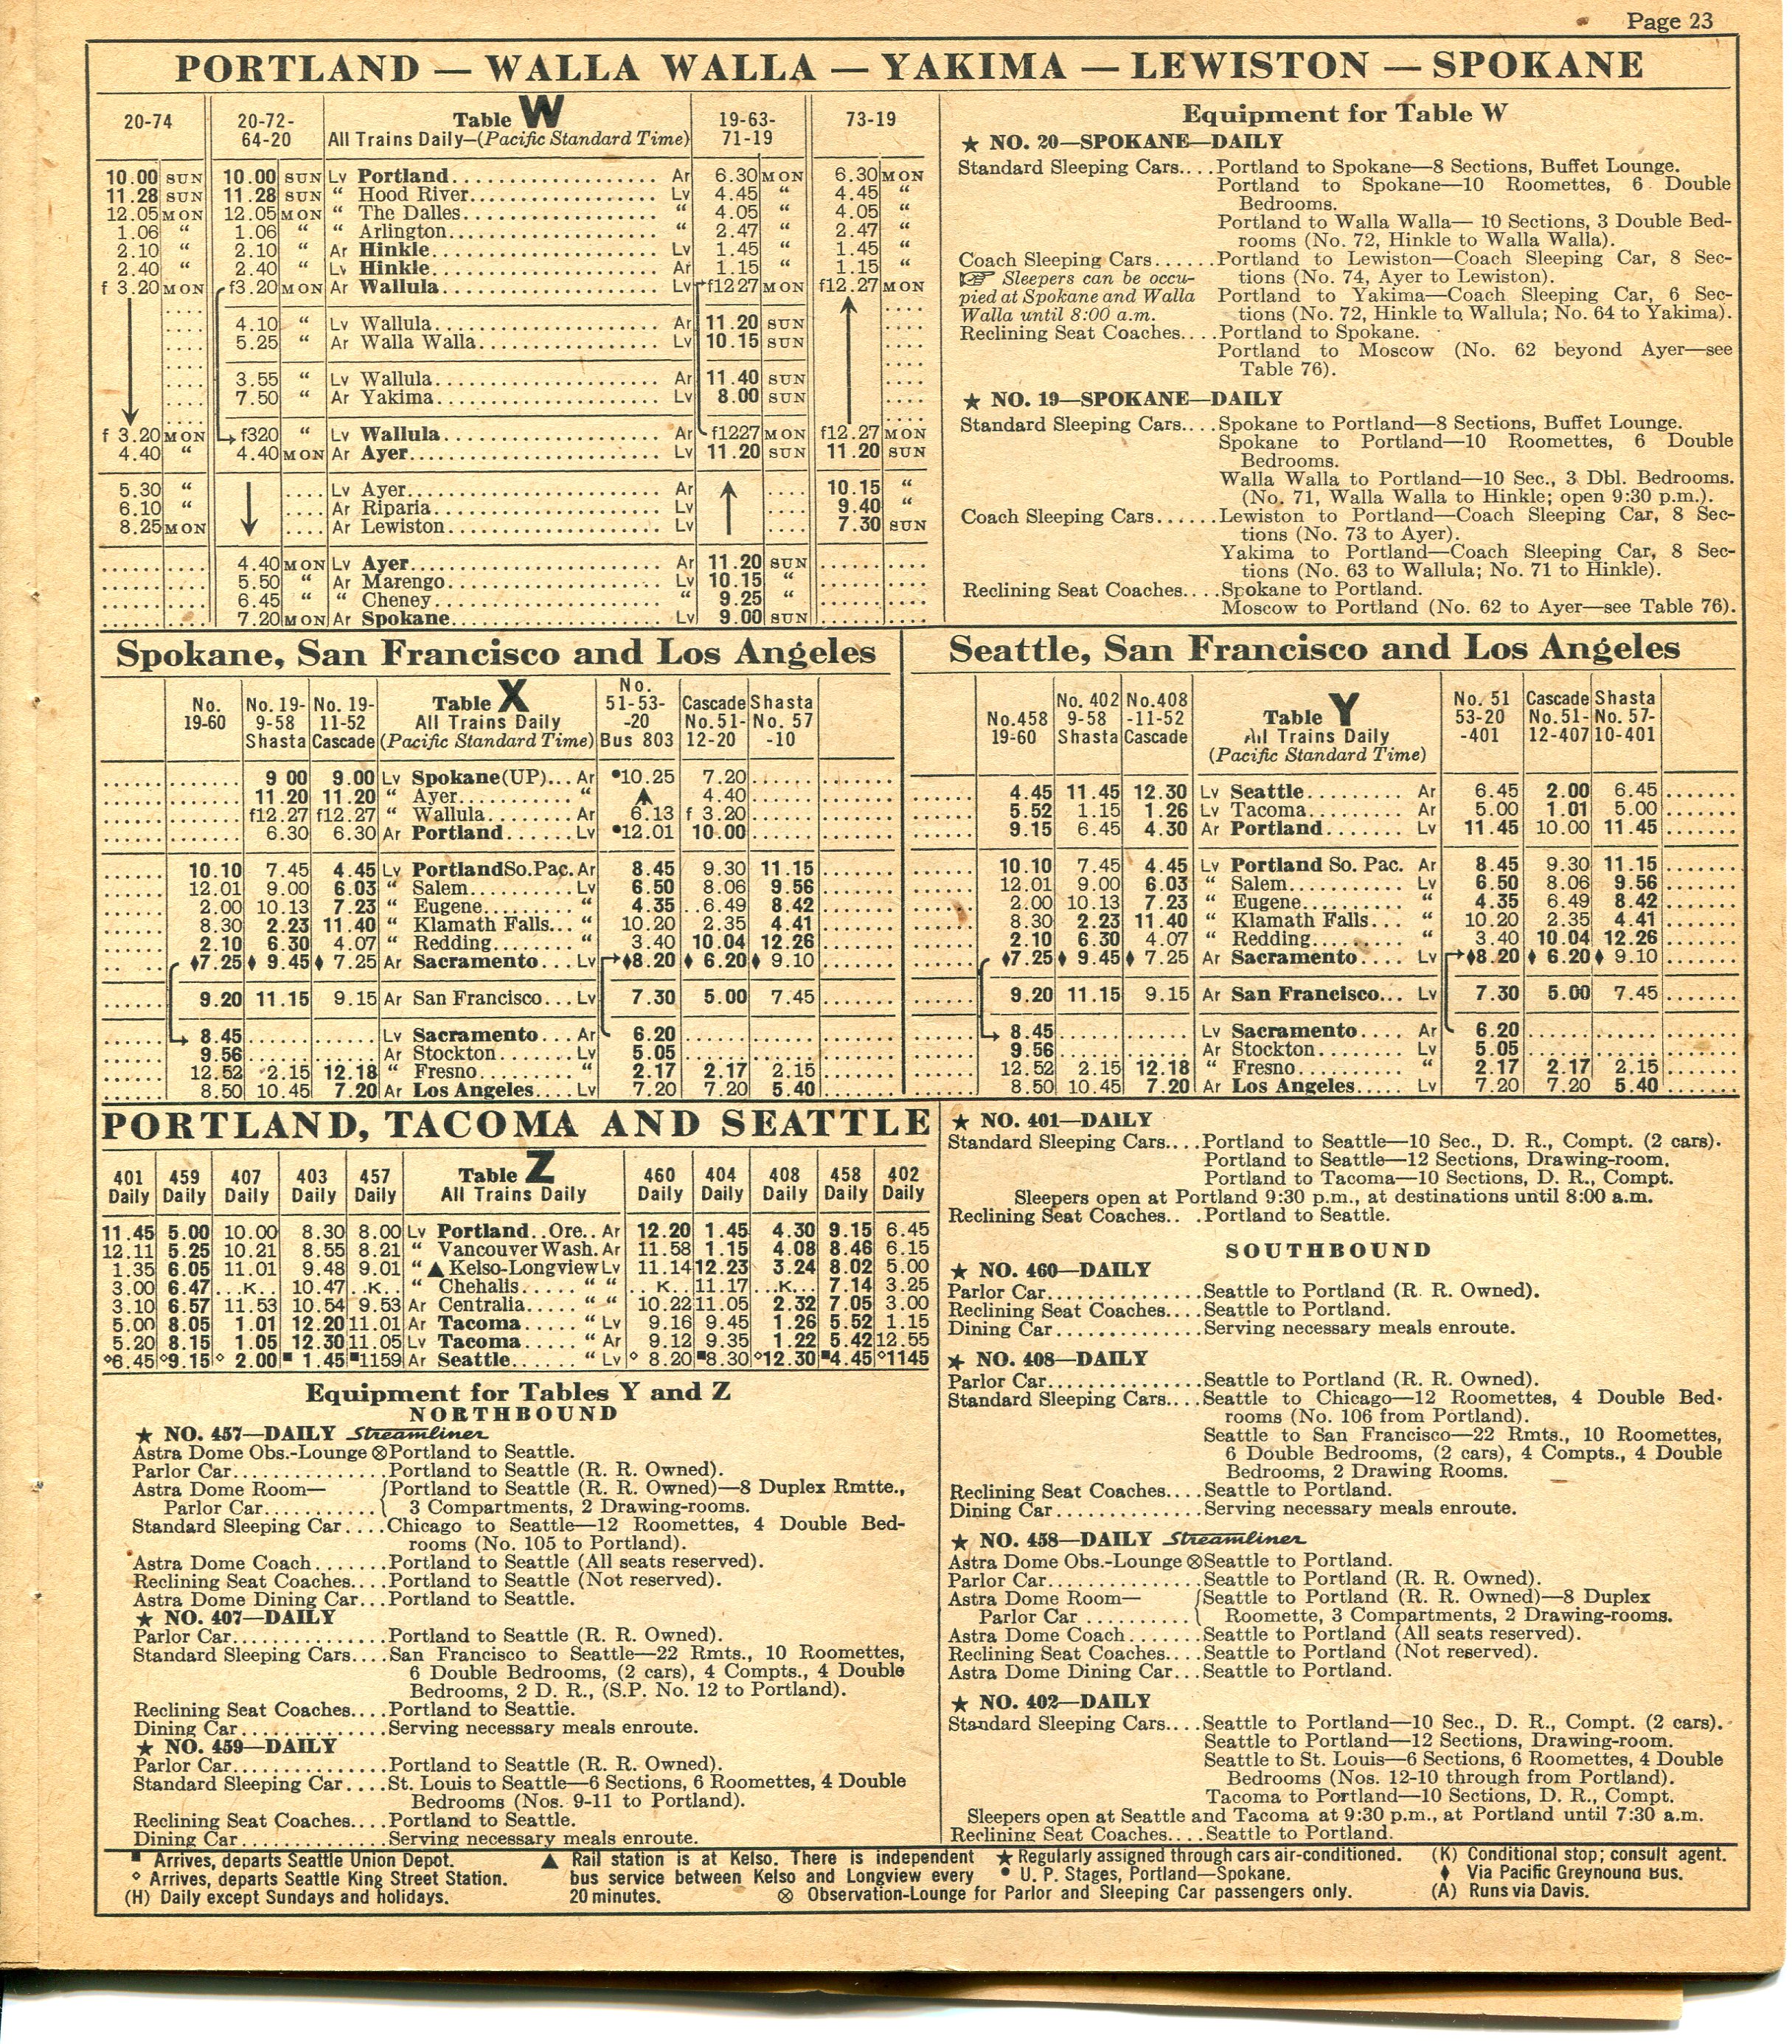 Page 23
PORTLAND — WALLA WALLA — YAKIMA — LEWISTON — SPOKANE
20-74 20-72-64-20 Table W All Trains Daily—(Pacific Standard Time) 19-63-71-19 73-19
10.00 SUN 10.00 SUN Lv Portland Ar 6.30 MON 6.30 MON
11.28 SUN 11.28 SUN “ Hood River Lv 4.45 “ 4.45 “
12.05 MON 12.05 MON “ The Dalles “ 4.05 “ 4.05 “
1.06 “ 1.06 “ “ Arlington “ 2.47 “ 2.47 “
2.10 “ 2.10 “ Ar Hinkle Lv 1.45 “ 1.45 “
2.40 “ 2.40 “ Lv Hinkle Ar 1.15 “ 1.15 “
f 3.20 MON f3.20 MON Ar Wallula Lv f1227 MON f12.27 MON
4.10 “ Lv Wallula Ar 11.20 SUN
5.25 “ Ar Walla Walla Lv 10.15 SUN
3.55 “ Lv Wallula Ar 11.40 SUN
7.50 “ Ar Yakima Lv 8.00 SUN
f 3.20 MON f320 “ Lv Wallula Ar f1227 MON f12.27 MON
4.40 “ 4.40 MON Ar Ayer Lv 11.20 SUN 11.20 SUN
5.30 “ Lv Ayer Ar 10.15 “
6.10 “ Ar Riparia Lv 9.40 “
8.25 MON Ar Lewiston Lv 7.30 SUN
4.40 MON Lv Ayer Ar 11.20 SUN
5.50 “ Ar Marengo Lv 10.15 “
6.45 “ “ Cheney “ 9.25 “
7.20 MON Ar Spokane Lv 9.00 SUN
Equipment for Table W
★ NO. 20—SPOKANE—DAILY
Standard Sleeping Cars....Portland to Spokane—8 Sections, Buffet Lounge.
Portland to Spokane—10 Roomettes, 6 Double
Bedrooms.
Portland to Walla Walla— 10 Sections, 3 Double Bed-
rooms (No. 72, Hinkle to Walla Walla).
Coach Sleeping Cars......Portland to Lewiston—Coach Sleeping Car, 8 Sec-
☞ Sleepers can be occu- tions (No. 74, Ayer to Lewiston).
pied at Spokane and Walla Portland to Yakima—Coach Sleeping Car, 6 Sec-
Walla until 8:00 a.m. tions (No. 72, Hinkle to Wallula; No. 64 to Yakima).
Reclining Seat Coaches....Portland to Spokane.
Portland to Moscow (No. 62 beyond Ayer—see
Table 76).
★ NO. 19—SPOKANE—DAILY
Standard Sleeping Cars....Spokane to Portland—8 Sections, Buffet Lounge.
Spokane to Portland—10 Roomettes, 6 Double
Bedrooms.
Walla Walla to Portland—10 Sec., 3 Dbl. Bedrooms.
(No. 71, Walla Walla to Hinkle; open 9:30 p.m.).
Coach Sleeping Cars......Lewiston to Portland—Coach Sleeping Car, 8 Sec-
tions (No. 73 to Ayer).
Yakima to Portland—Coach Sleeping Car, 8 Sec-
tions (No. 63 to Wallula; No. 71 to Hinkle).
Reclining Seat Coaches....Spokane to Portland.
Moscow to Portland (No. 62 to Ayer—see Table 76).
Spokane, San Francisco and Los Angeles
No. 19-60 No. 19-9-58 Shasta No. 19-11-52 Cascade Table X All Trains Daily (Pacific Standard Time) No. 51-53-20 Bus 803 Cascade No. 51-12-20 Shasta No. 57-10
9 00 9.00 Lv Spokane(UP)... Ar •10.25 7.20
11.20 11.20 “ Ayer “ ▲ 4.40
f12.27 f12.27 “ Wallula Ar 6.13 f 3.20
6.30 6.30 Ar Portland Lv •12.01 10.00
10.10 7.45 4.45 Lv Portland So.Pac. Ar 8.45 9.30 11.15
12.01 9.00 6.03 “ Salem Lv 6.50 8.06 9.56
2.00 10.13 7.23 “ Eugene “ 4.35 6.49 8.42
8.30 2.23 11.40 “ Klamath Falls... “ 10.20 2.35 4.41
2.10 6.30 4.07 “ Redding “ 3.40 10.04 12.26
♦7.25 ♦ 9.45 ♦ 7.25 Ar Sacramento... Lv ♦8.20 ♦ 6.20 ♦ 9.10
9.20 11.15 9.15 Ar San Francisco... Lv 7.30 5.00 7.45
8.45 Lv Sacramento... Ar 6.20
9.56 Ar Stockton Lv 5.05
12.52 2.15 12.18 “ Fresno “ 2.17 2.17 2.15
8.50 10.45 7.20 Ar Los Angeles.... Lv 7.20 7.20 5.40
Seattle, San Francisco and Los Angeles
No.458 19-60 No. 402 9-58 Shasta No.408 -11-52 Cascade Table Y All Trains Daily (Pacific Standard Time) No. 51 53-20 -401 Cascade No. 51-12-407 Shasta No. 57-10-401
4.45 11.45 12.30 Lv Seattle Ar 6.45 2.00 6.45
5.52 1.15 1.26 Lv Tacoma Ar 5.00 1.01 5.00
9.15 6.45 4.30 Ar Portland Lv 11.45 10.00 11.45
10.10 7.45 4.45 Lv Portland So. Pac. Ar 8.45 9.30 11.15
12.01 9.00 6.03 “ Salem Lv 6.50 8.06 9.56
2.00 10.13 7.23 “ Eugene “ 4.35 6.49 8.42
8.30 2.23 11.40 “ Klamath Falls... “ 10.20 2.35 4.41
2.10 6.30 4.07 “ Redding “ 3.40 10.04 12.26
♦7.25 ♦ 9.45 ♦ 7.25 Ar Sacramento.... Lv ♦8.20 ♦ 6.20 ♦ 9.10
9.20 11.15 9.15 Ar San Francisco... Lv 7.30 5.00 7.45
8.45 Lv Sacramento.... Ar 6.20
9.56 Ar Stockton Lv 5.05
12.52 2.15 12.18 “ Fresno “ 2.17 2.17 2.15
8.50 10.45 7.20 Ar Los Angeles..... Lv 7.20 7.20 5.40
PORTLAND, TACOMA AND SEATTLE
401 Daily 459 Daily 407 Daily 403 Daily 457 Daily Table Z All Trains Daily 460 Daily 404 Daily 408 Daily 458 Daily 402 Daily
11.45 5.00 10.00 8.30 8.00 Lv Portland..Ore.. Ar 12.20 1.45 4.30 9.15 6.45
12.11 5.25 10.21 8.55 8.21 “ Vancouver Wash. Ar 11.58 1.15 4.08 8.46 6.15
1.35 6.05 11.01 9.48 9.01 “ ▲Kelso-Longview Lv 11.14 12.23 3.24 8.02 5.00
3.00 6.47 ..K.. 10.47 ..K.. “ Chehalis..... “ “ ..K.. 11.17 ..K.. 7.14 3.25
3.10 6.57 11.53 10.54 9.53 Ar Centralia..... “ “ 10.22 11.05 2.32 7.05 3.00
5.00 8.05 1.01 12.20 11.01 Ar Tacoma..... “ Lv 9.16 9.45 1.26 5.52 1.15
5.20 8.15 1.05 12.30 11.05 Lv Tacoma..... “ Ar 9.12 9.35 1.22 5.42 12.55
⋄6.45 ⋄9.15 ⋄ 2.00 ■ 1.45 ■1159 Ar Seattle...... “ Lv ⋄ 8.20 ■8.30 ⋄12.30 ■4.45 ⋄1145
Equipment for Tables Y and Z
NORTHBOUND
★ NO. 457—DAILY Streamliner
Astra Dome Obs.-Lounge ⊗Portland to Seattle.
Parlor Car...............Portland to Seattle (R. R. Owned).
Astra Dome Room— {Portland to Seattle (R. R. Owned)—8 Duplex Rmtte.,
Parlor Car........... 3 Compartments, 2 Drawing-rooms.
Standard Sleeping Car....Chicago to Seattle—12 Roomettes, 4 Double Bed-
rooms (No. 105 to Portland).
Astra Dome Coach.......Portland to Seattle (All seats reserved).
Reclining Seat Coaches....Portland to Seattle (Not reserved).
Astra Dome Dining Car...Portland to Seattle.
★ NO. 407—DAILY
Parlor Car...............Portland to Seattle (R. R. Owned).
Standard Sleeping Cars....San Francisco to Seattle—22 Rmts., 10 Roomettes,
6 Double Bedrooms, (2 cars), 4 Compts., 4 Double
Bedrooms, 2 D. R., (S.P. No. 12 to Portland).
Reclining Seat Coaches....Portland to Seattle.
Dining Car..............Serving necessary meals enroute.
★ NO. 459—DAILY
Parlor Car...............Portland to Seattle (R. R. Owned).
Standard Sleeping Car....St. Louis to Seattle—6 Sections, 6 Roomettes, 4 Double
Bedrooms (Nos. 9-11 to Portland).
Reclining Seat Coaches....Portland to Seattle.
Dining Car..............Serving necessary meals enroute.
★ NO. 401—DAILY
Standard Sleeping Cars....Portland to Seattle—10 Sec., D. R., Compt. (2 cars).
Portland to Seattle—12 Sections, Drawing-room.
Portland to Tacoma—10 Sections, D. R., Compt.
Sleepers open at Portland 9:30 p.m., at destinations until 8:00 a.m.
Reclining Seat Coaches.. .Portland to Seattle.
SOUTHBOUND
★ NO. 460—DAILY
Parlor Car...............Seattle to Portland (R. R. Owned).
Reclining Seat Coaches....Seattle to Portland.
Dining Car..............Serving necessary meals enroute.
★ NO. 408—DAILY
Parlor Car...............Seattle to Portland (R. R. Owned).
Standard Sleeping Cars....Seattle to Chicago—12 Roomettes, 4 Double Bed-
rooms (No. 106 from Portland).
Seattle to San Francisco—22 Rmts., 10 Roomettes,
6 Double Bedrooms, (2 cars), 4 Compts., 4 Double
Bedrooms, 2 Drawing Rooms.
Reclining Seat Coaches....Seattle to Portland.
Dining Car..............Serving necessary meals enroute.
★ NO. 458—DAILY Streamliner
Astra Dome Obs.-Lounge ⊗Seattle to Portland.
Parlor Car...............Seattle to Portland (R. R. Owned).
Astra Dome Room— {Seattle to Portland (R. R. Owned)—8 Duplex
Parlor Car .......... Roomette, 3 Compartments, 2 Drawing-rooms.
Astra Dome Coach.......Seattle to Portland (All seats reserved).
Reclining Seat Coaches....Seattle to Portland (Not reserved).
Astra Dome Dining Car...Seattle to Portland.
★ NO. 402—DAILY
Standard Sleeping Cars....Seattle to Portland—10 Sec., D. R., Compt. (2 cars).
Seattle to Portland—12 Sections, Drawing-room.
Seattle to St. Louis—6 Sections, 6 Roomettes, 4 Double
Bedrooms (Nos. 12-10 through from Portland).
Tacoma to Portland—10 Sections, D. R., Compt.
Sleepers open at Seattle and Tacoma at 9:30 p.m., at Portland until 7:30 a.m.
Reclining Seat Coaches....Seattle to Portland.
■ Arrives, departs Seattle Union Depot.
⋄ Arrives, departs Seattle King Street Station.
(H) Daily except Sundays and holidays.
▲ Rail station is at Kelso. There is independent
bus service between Kelso and Longview every
20 minutes.
★Regularly assigned through cars air-conditioned.
• U. P. Stages, Portland—Spokane.
⊗ Observation-Lounge for Parlor and Sleeping Car passengers only.
(K) Conditional stop; consult agent.
♦ Via Pacific Greyhound Bus.
(A) Runs via Davis.